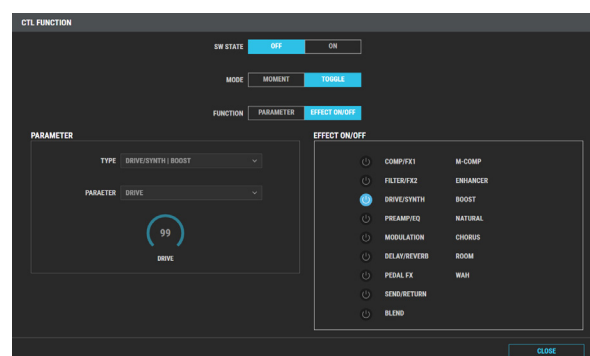 CTL FUNCTION
SW STATE OFF ON
MODE MOMENT TOGGLE
FUNCTION PARAMETER EFFECT ON/OFF
PARAMETER
TYPE DRIVE/SYNTH | BOOST
PARAETER DRIVE
99
DRIVE
EFFECT ON/OFF
COMP/FX1 M-COMP
FILTER/FX2 ENHANCER
DRIVE/SYNTH BOOST
PREAMP/EQ NATURAL
MODULATION CHORUS
DELAY/REVERB ROOM
PEDAL FX WAH
SEND/RETURN
BLEND
CLOSE